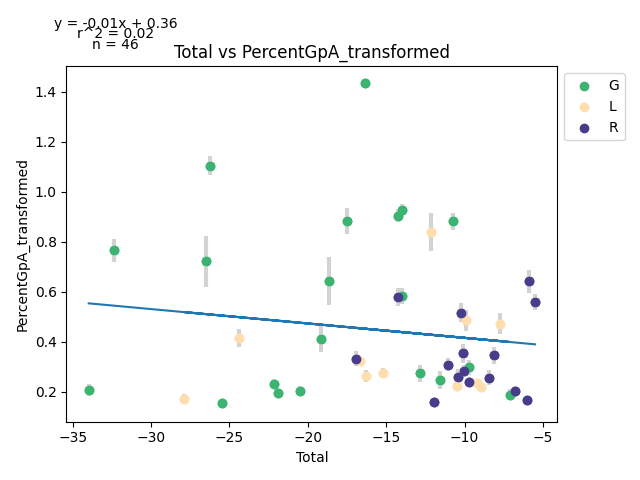 y = -0.01x + 0.36
r^2 = 0.02
n = 46
Total vs PercentGpA_transformed
G
L
R
PercentGpA_transformed
1.4
1.2
1.0
0.8
0.6
0.4
0.2
−35 −30 −25 −20 −15 −10 −5
Total